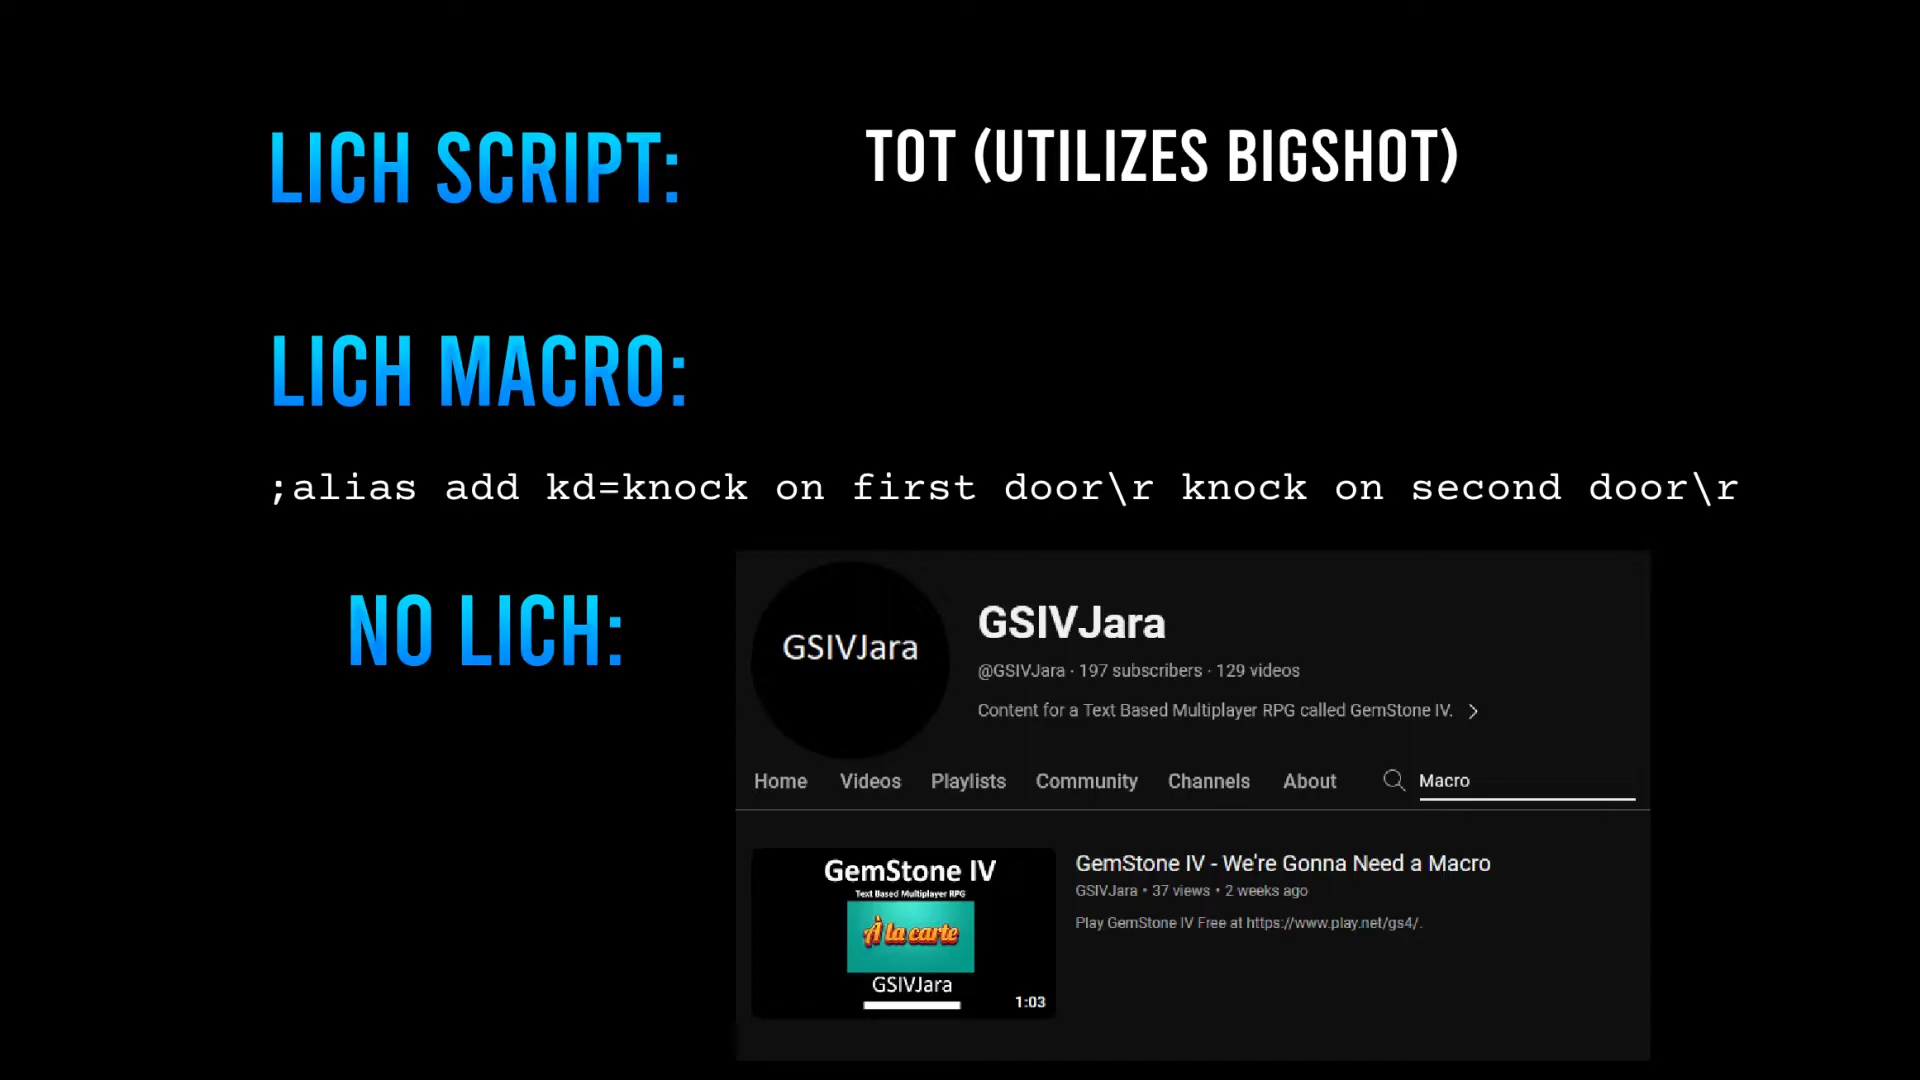 LICH SCRIPT: TOT (UTILIZES BIGSHOT)
LICH MACRO:
;alias add kd=knock on first door\r knock on second door\r
NO LICH:
GSIVJara
GSIVJara
@GSIVJara · 197 subscribers · 129 videos
Content for a Text Based Multiplayer RPG called GemStone IV. >
Home Videos Playlists Community Channels About Macro
GemStone IV
Text Based Multiplayer RPG
À la carte
GSIVJara
1:03
GemStone IV - We're Gonna Need a Macro
GSIVJara • 37 views • 2 weeks ago
Play GemStone IV Free at https://www.play.net/gs4/.